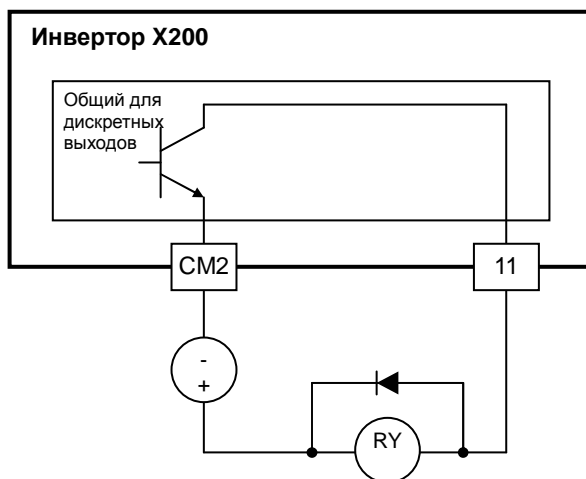 Инвертор X200
Общий для
дискретных
выходов
CM2
11
-
+
RY